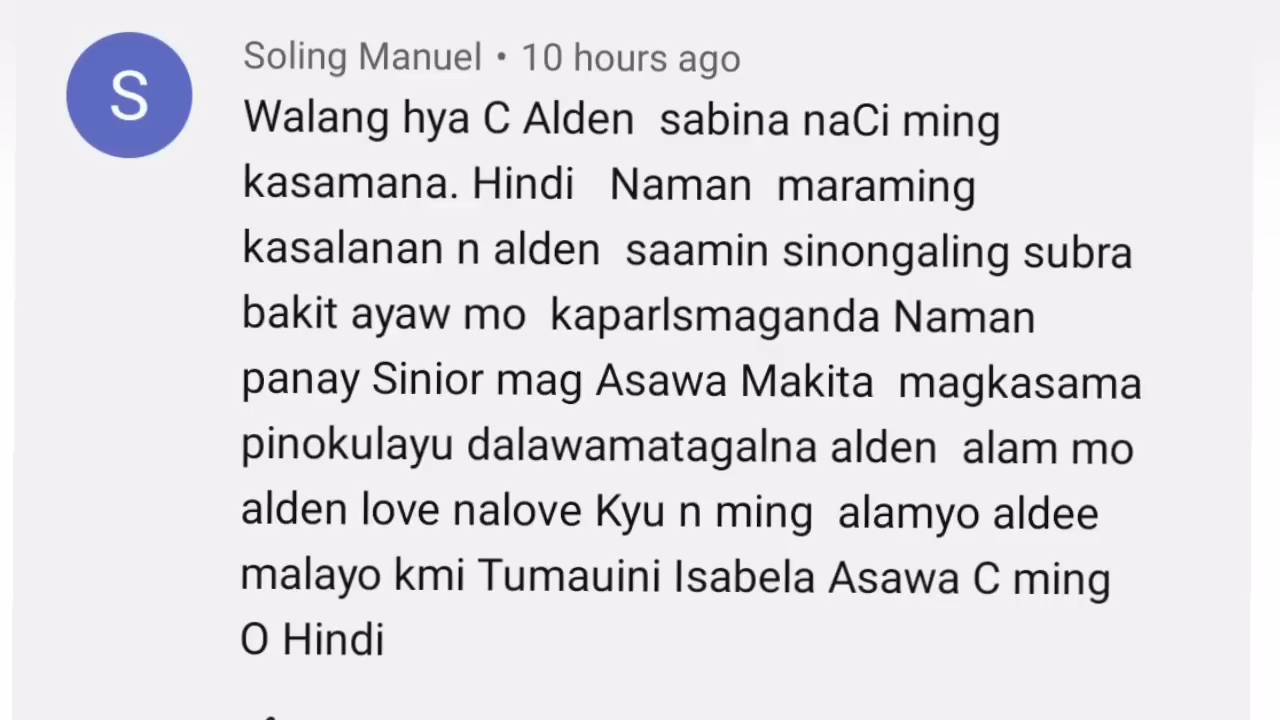 S
Soling Manuel • 10 hours ago
Walang hya C Alden sabina naCi ming
kasamana. Hindi Naman maraming
kasalanan n alden saamin sinongaling subra
bakit ayaw mo kaparlsmaganda Naman
panay Sinior mag Asawa Makita magkasama
pinokulayu dalawamatagalna alden alam mo
alden love nalove Kyu n ming alamyo aldee
malayo kmi Tumauini Isabela Asawa C ming
O Hindi